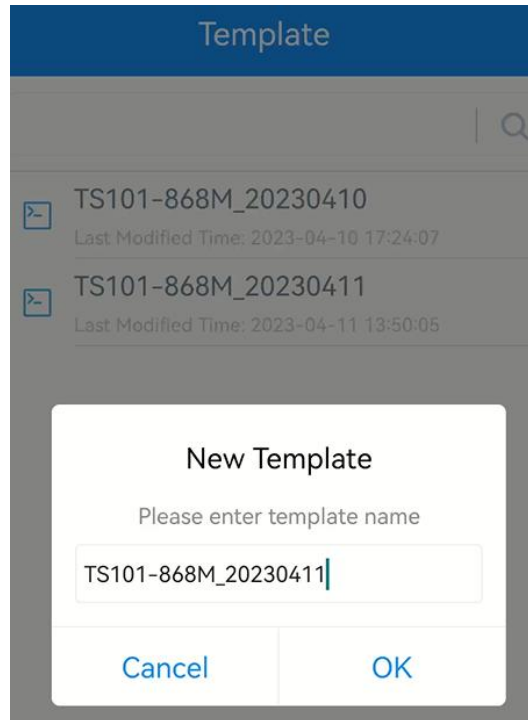 Template
TS101-868M_20230410
Last Modified Time: 2023-04-10 17:24:07
TS101-868M_20230411
Last Modified Time: 2023-04-11 13:50:05
New Template
Please enter template name
TS101-868M_20230411
Cancel
OK